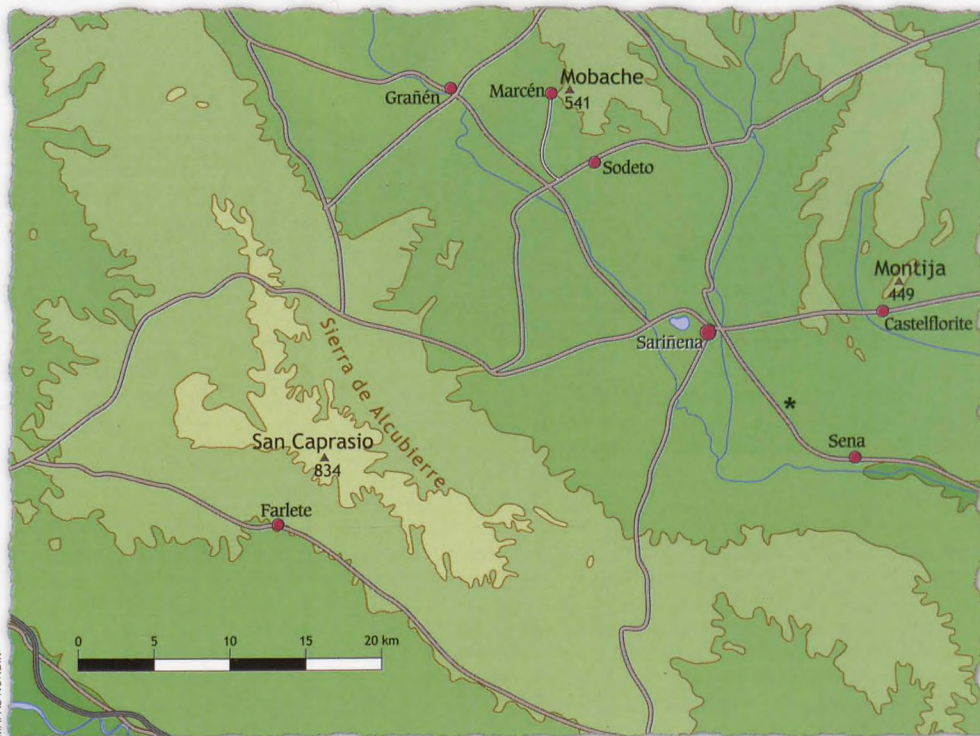 Mobache
Marcén
541
Grañén
Sodeto
Montija
449
Castelflorite
Sariñena
Sierra de Alcubierre
*
San Caprasio
834
Sena
Farlete
0 5 10 15 20 km